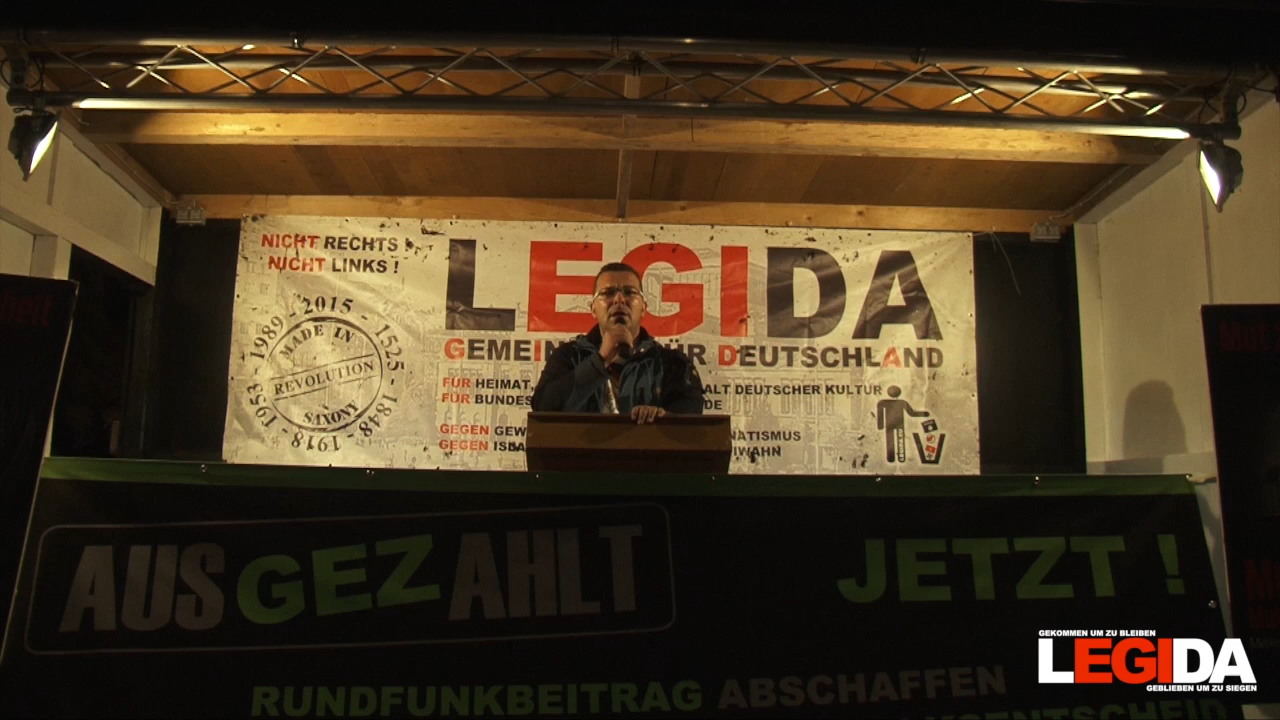 NICHT RECHTS !
NICHT LINKS !
LEGIDA
GEMEIN FÜR DEUTSCHLAND
FÜR HEIMAT, ALT DEUTSCHER KULTUR
FÜR BUNDES DE
GEGEN GEW NATISMUS
GEGEN ISLA IWAHN
1525 - 1848 - 1918 - 1953 - 1989 - 2015
MADE IN
REVOLUTION
SAXONY
AUSGEZAHLT
JETZT !
RUNDFUNKBEITRAG ABSCHAFFEN
GEKOMMEN UM ZU BLEIBEN
LEGIDA
GEBLIEBEN UM ZU SIEGEN